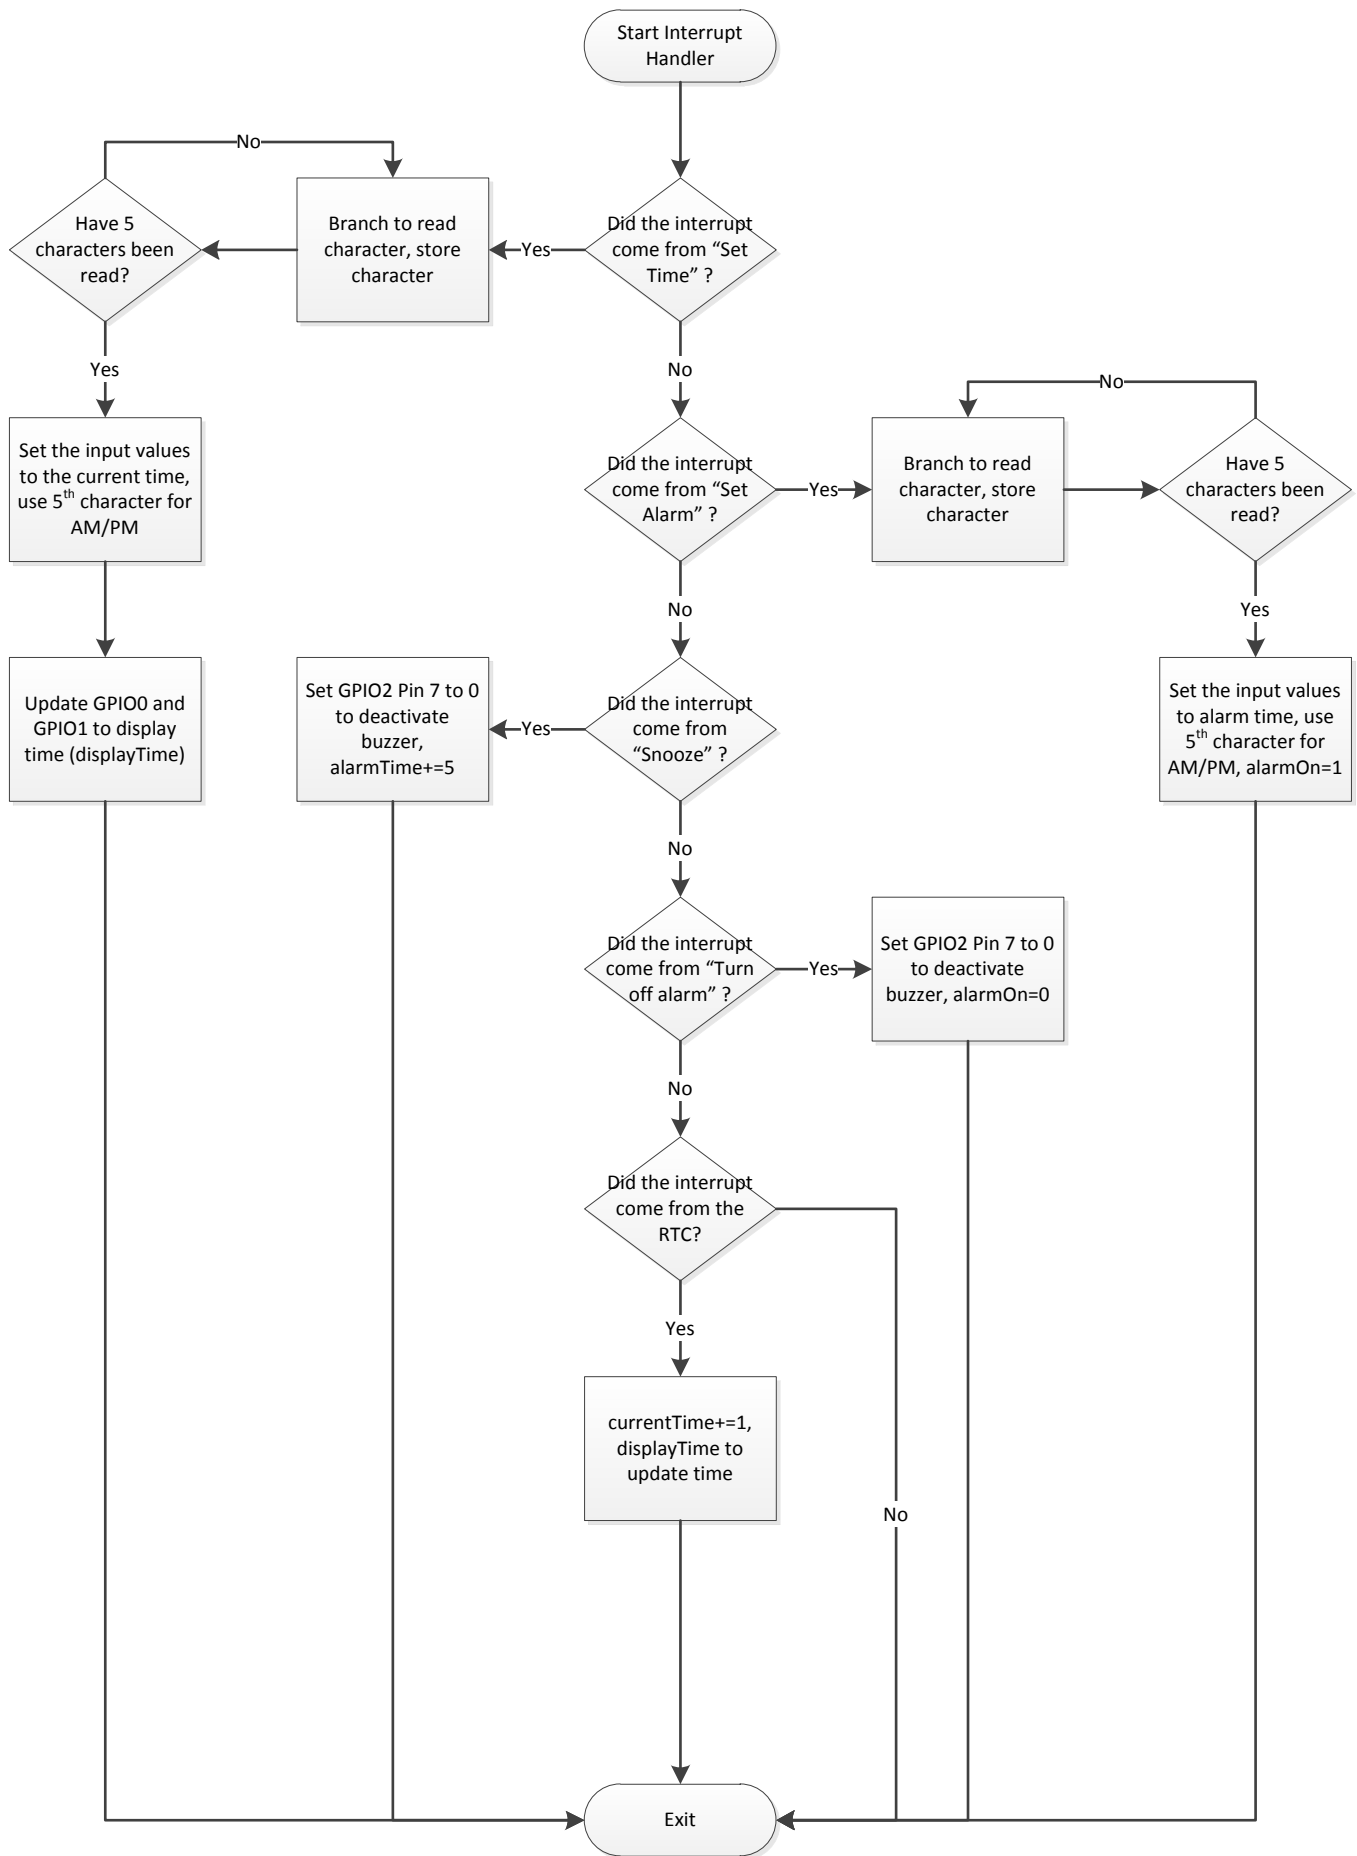 Start Interrupt
Handler
No
Have 5
characters been
read?
Branch to read
character, store
character
Yes
Did the interrupt
come from “Set
Time” ?
Yes
No
No
Set the input values
to the current time,
use 5th character for
AM/PM
Did the interrupt
come from “Set
Alarm” ?
Yes
Branch to read
character, store
character
Have 5
characters been
read?
No
Yes
Update GPIO0 and
GPIO1 to display
time (displayTime)
Set GPIO2 Pin 7 to 0
to deactivate
buzzer,
alarmTime+=5
Yes
Did the interrupt
come from
“Snooze” ?
Set the input values
to alarm time, use
5th character for
AM/PM, alarmOn=1
No
Did the interrupt
come from “Turn
off alarm” ?
Yes
Set GPIO2 Pin 7 to 0
to deactivate
buzzer, alarmOn=0
No
Did the interrupt
come from the
RTC?
Yes
currentTime+=1,
displayTime to
update time
No
Exit